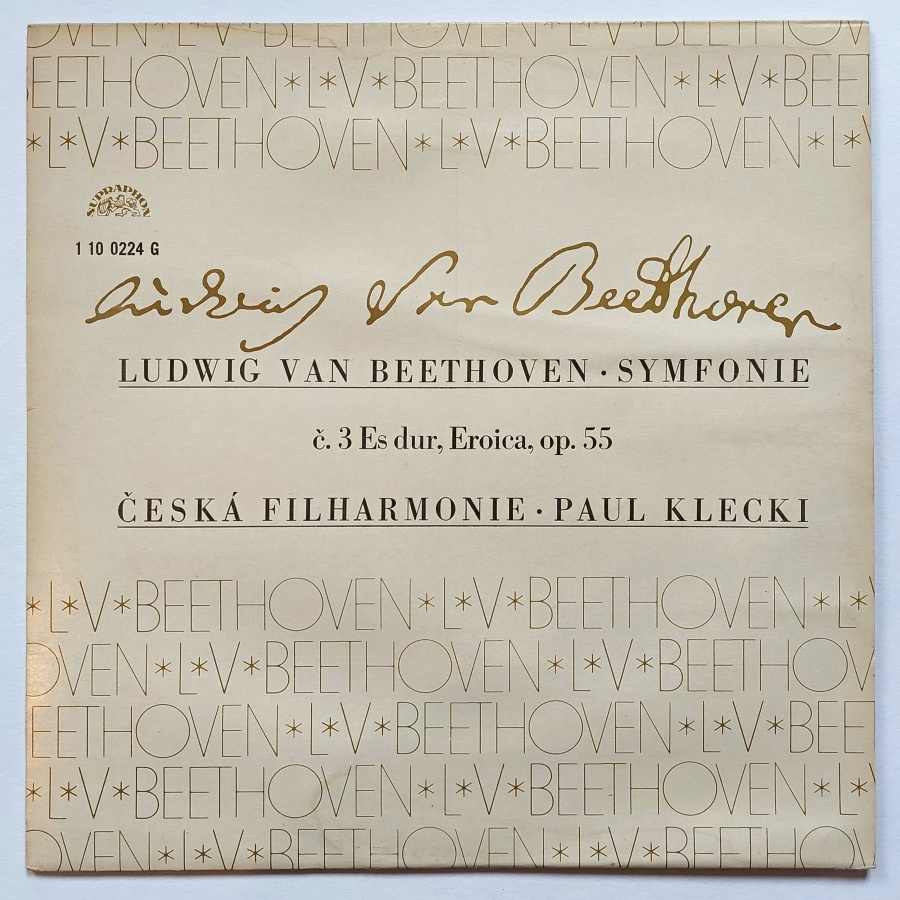 OVEN*L*V*BEETHOVEN*L*V*BEETHOVEN
EETHOVEN*L*V*BEETHOVEN*L*V*BEE
*L*V*BEETHOVEN*L*V*BEETHOVEN*L
SUPRAPHON
1 10 0224 G
Ludwig van Beethoven
LUDWIG VAN BEETHOVEN · SYMFONIE
č. 3 Es dur, Eroica, op. 55
ČESKÁ FILHARMONIE · PAUL KLECKI
*L*V*BEETHOVEN*L*V*BEETHOVEN*
OVEN*L*V*BEETHOVEN*L*V*BEETHOV
EETHOVEN*L*V*BEETHOVEN*L*V*BEE
*L*V*BEETHOVEN*L*V*BEETHOVEN*L
HOVEN*L*V*BEETHOVEN*L*V*BEETHOV